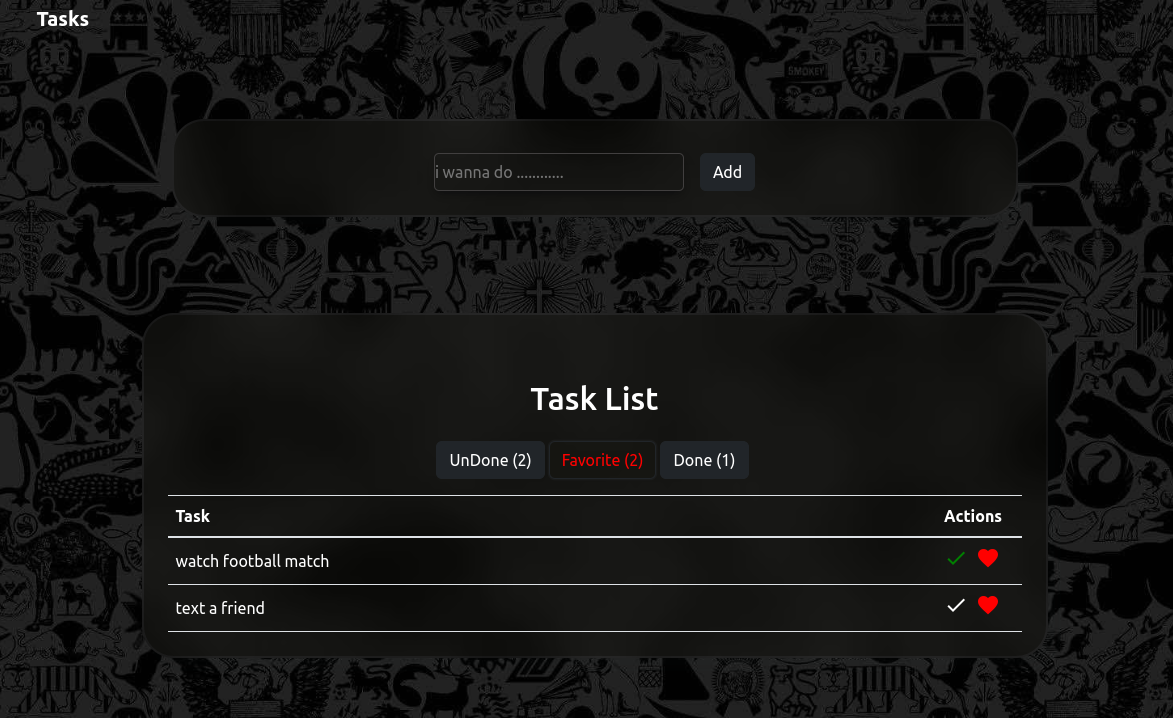 Tasks
SMOKEY
i wanna do ............
Add
Task List
UnDone (2) Favorite (2) Done (1)
Task Actions
watch football match
text a friend